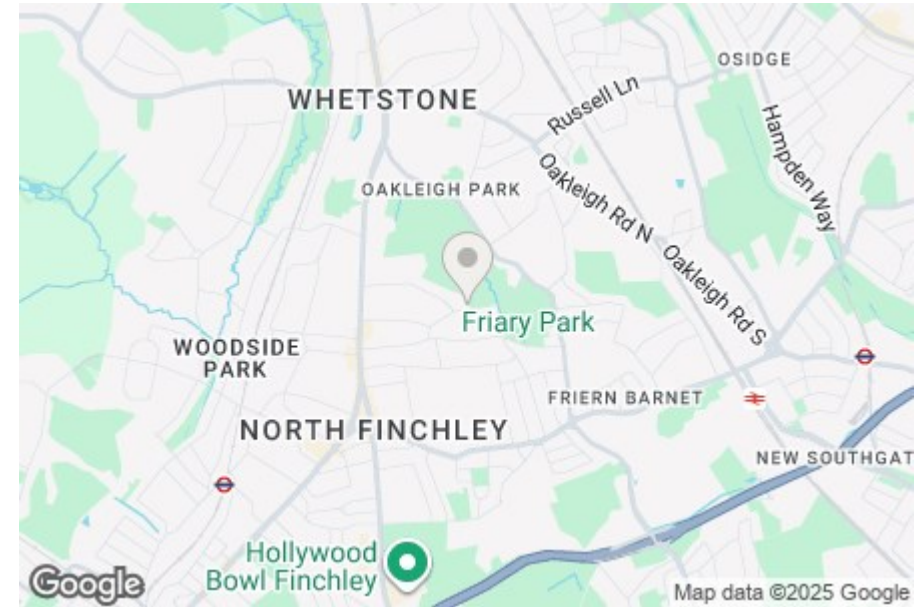 OSIDGE
WHETSTONE
Russell Ln
Hampden Way
OAKLEIGH PARK
Oakleigh Rd N
Oakleigh Rd S
Friary Park
WOODSIDE
PARK
FRIERN BARNET
NORTH FINCHLEY
NEW SOUTHGAT
Hollywood
Bowl Finchley
Google
Map data ©2025 Google